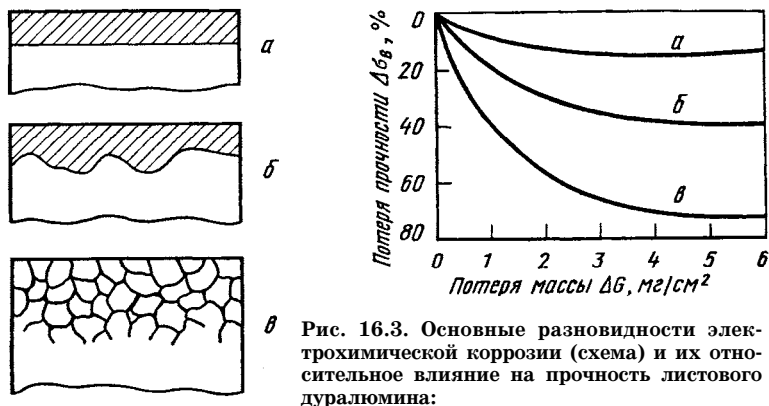 а
б
в
Потеря прочности Δσв, %
0
20
40
60
80
а
б
в
0 1 2 3 4 5 6
Потеря массы ΔG, мг/см²
Рис. 16.3. Основные разновидности элек-
трохимической коррозии (схема) и их отно-
сительное влияние на прочность листового
дуралюмина: